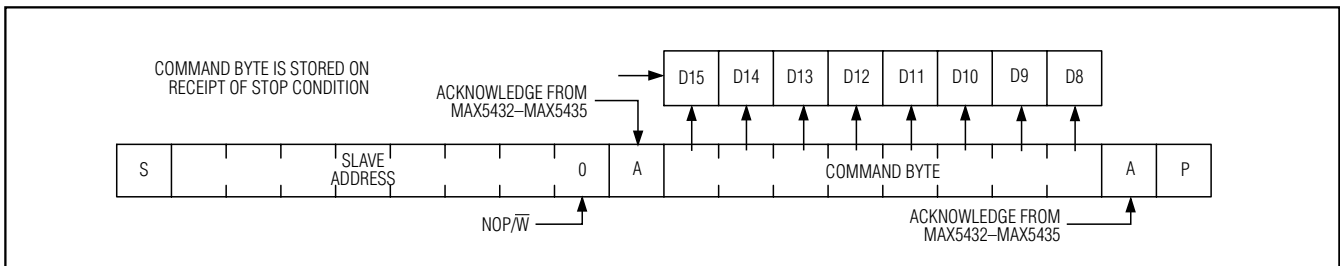 COMMAND BYTE IS STORED ON
RECEIPT OF STOP CONDITION
D15 D14 D13 D12 D11 D10 D9 D8
ACKNOWLEDGE FROM
MAX5432–MAX5435
S SLAVE ADDRESS 0 A COMMAND BYTE A P
NOP/W̅
ACKNOWLEDGE FROM
MAX5432–MAX5435